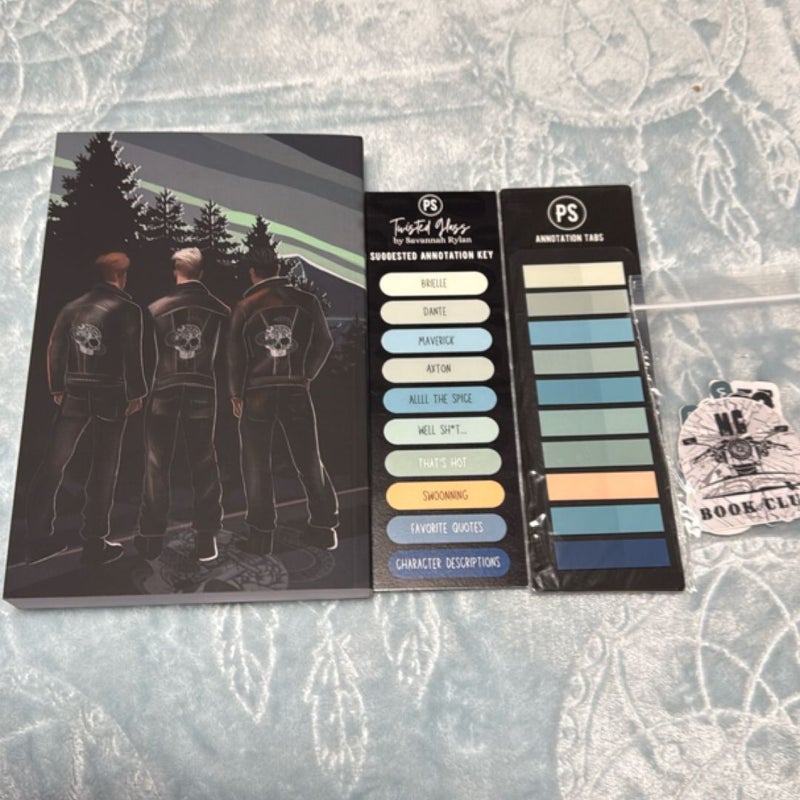 PS
Twisted Glass
by Savannah Rylan
SUGGESTED ANNOTATION KEY
BRIELLE
DANTE
MAVERICK
AXTON
ALLLL THE SPICE
WELL SH*T...
THAT'S HOT
SWOONNING
FAVORITE QUOTES
CHARACTER DESCRIPTIONS
PS
ANNOTATION TABS
MC
BOOK CLU